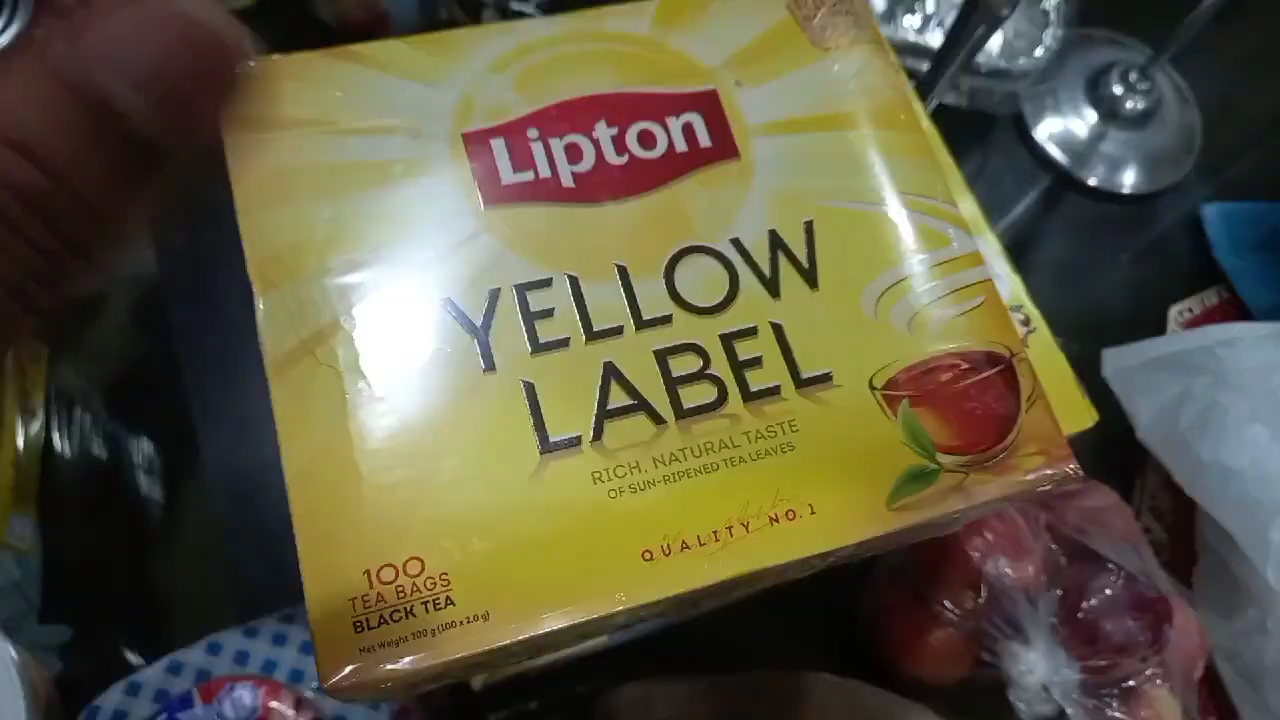 Lipton
YELLOW
LABEL
RICH, NATURAL TASTE
OF SUN-RIPENED TEA LEAVES
QUALITY NO.1
100
TEA BAGS
BLACK TEA
Net Weight 200 g (100 x 2.0 g)